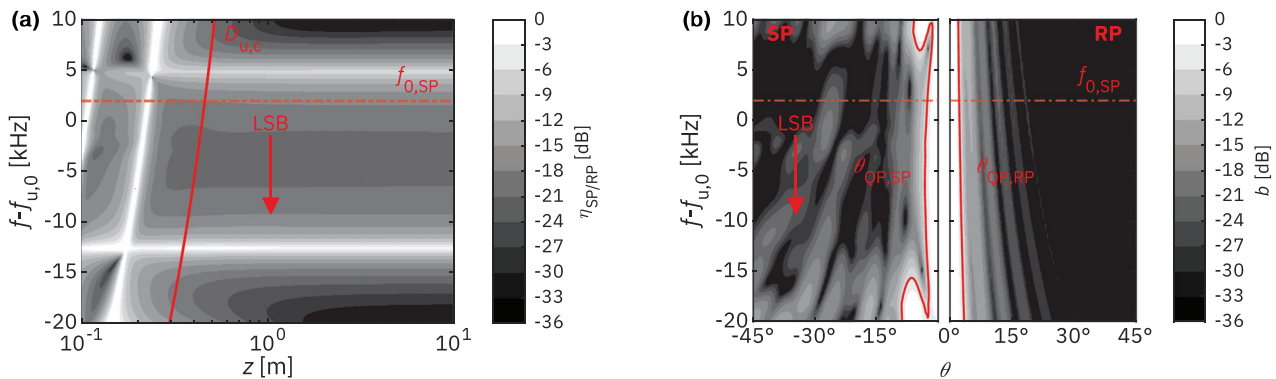 (a)
f-fu,0 [kHz]
10
5
0
-5
-10
-15
-20
10-1
100
101
z [m]
Du,c
f0,SP
LSB
0
-3
-6
-9
-12
-15
-18
-21
-24
-27
-30
-33
-36
ηSP/RP [dB]
(b)
f-fu,0 [kHz]
10
5
0
-5
-10
-15
-20
SP
RP
f0,SP
LSB
θQP,SP
θQP,RP
-45°
-30°
-15°
0°
15°
30°
45°
θ
0
-3
-6
-9
-12
-15
-18
-21
-24
-27
-30
-33
-36
b [dB]